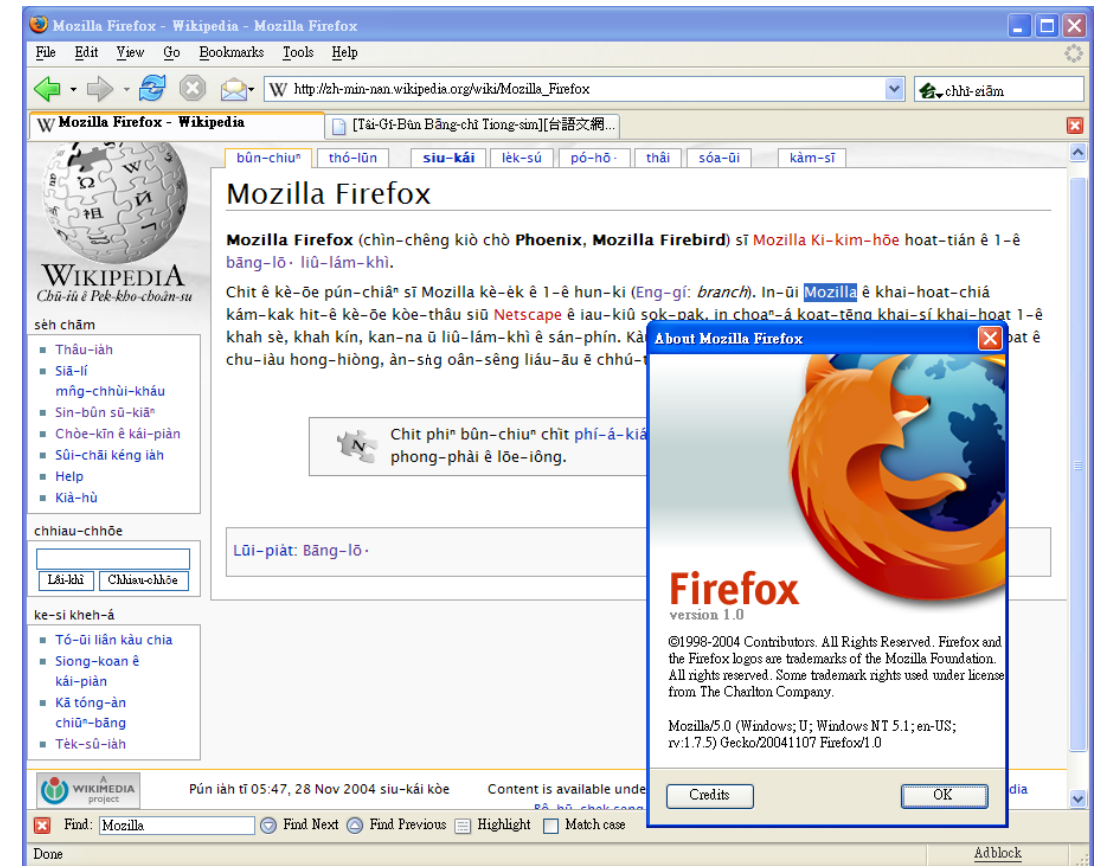 Mozilla Firefox - Wikipedia - Mozilla Firefox
File Edit View Go Bookmarks Tools Help
http://zh-min-nan.wikipedia.org/wiki/Mozilla_Firefox
chhì-giām
Mozilla Firefox - Wikipedia
[Tâi-Gí-Bûn Bāng-chí Tiong-sim][台語文網...
bûn-chiuⁿ thó-lūn siu-kái le̍k-sú pó-hō· thâi sóa-ūi kàm-sī
Mozilla Firefox
Mozilla Firefox (chìn-chêng kiò chò Phoenix, Mozilla Firebird) sī Mozilla Ki-kim-hōe hoat-tián ê 1-ê
bāng-lō· liû-lám-khì.
Chit ê kè-ōe pún-chiâⁿ sī Mozilla kè-e̍k ê 1-ê hun-ki (Eng-gí: branch). In-ūi Mozilla ê khai-hoat-chiá
kám-kak hit-ê kè-ōe kòe-thâu siū Netscape ê iau-kiû sok-pak, in choaⁿ-á koat-tēng khai-sí khai-hoat 1-ê
khah sè, khah kín, kan-na ū liû-lám-khì ê sán-phín.
chu-iàu hong-hiòng, àn-sǹg oân-sêng liáu-āu ē
Chit phiⁿ bûn-chiuⁿ chı̍t phí-á-kiá
phong-phài ê lōe-iông.
Lūi-pia̍t: Bāng-lō·
WIKIPEDIA
Chū-iû ê Pek-kho-choân-su
se̍h chām
Thâu-ia̍h
Siā-lí
mn̂g-chhùi-kháu
Sin-bûn sū-kiāⁿ
Chòe-kīn ê kái-piàn
Sûi-chāi kéng ia̍h
Help
Kià-hù
chhiau-chhōe
Lâi-khì Chhiau-chhōe
ke-si kheh-á
Tó-ūi liân kàu chia
Siong-koan ê
kái-piàn
Kā tóng-àn
chiūⁿ-bāng
Te̍k-sû-ia̍h
About Mozilla Firefox
Firefox
version 1.0
©1998-2004 Contributors. All Rights Reserved. Firefox and
the Firefox logos are trademarks of the Mozilla Foundation.
All rights reserved. Some trademark rights used under license
from The Charlton Company.
Mozilla/5.0 (Windows; U; Windows NT 5.1; en-US;
rv:1.7.5) Gecko/20041107 Firefox/1.0
Credits OK
A
WIKIMEDIA
project
Pún ia̍h tī 05:47, 28 Nov 2004 siu-kái kòe Content is available unde
Find: Mozilla Find Next Find Previous Highlight Match case
Done Adblock